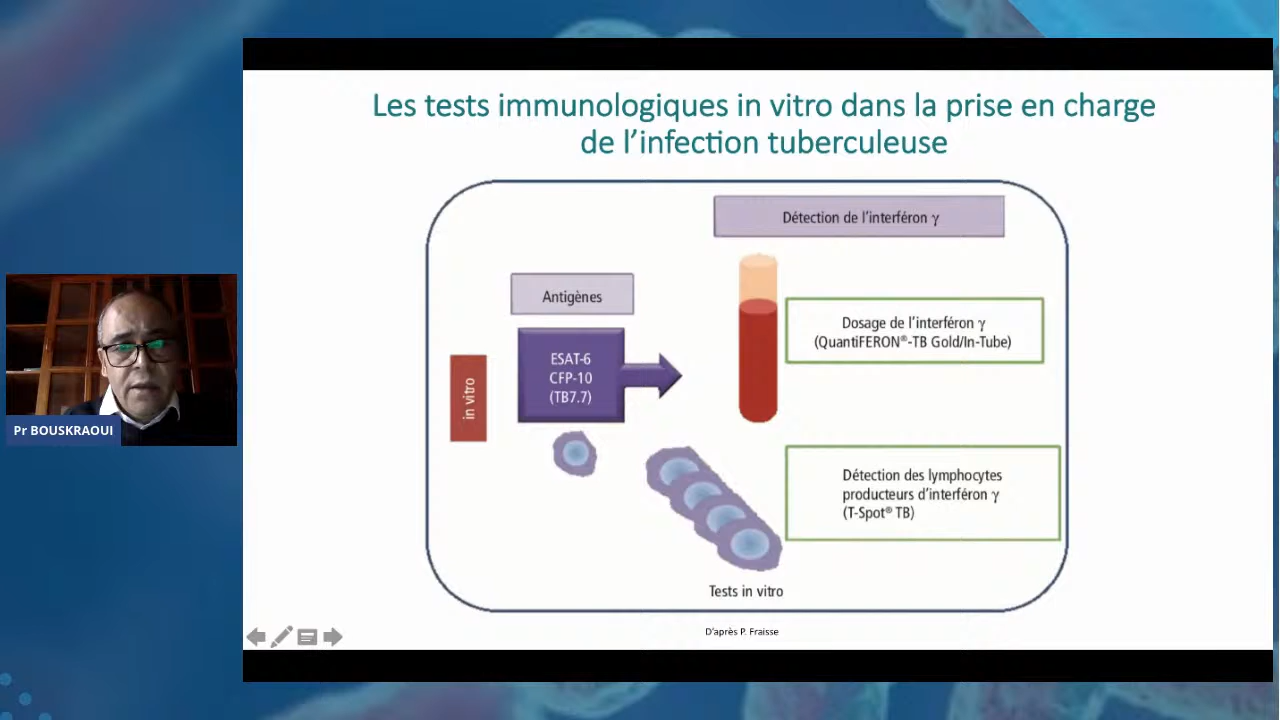 Les tests immunologiques in vitro dans la prise en charge
de l'infection tuberculeuse
Détection de l'interféron γ
Antigènes
ESAT-6
CFP-10
(TB7.7)
in vitro
Dosage de l'interféron γ
(QuantiFERON®-TB Gold/In-Tube)
Détection des lymphocytes
producteurs d'interféron γ
(T-Spot® TB)
Tests in vitro
D'après P. Fraisse
Pr BOUSKRAOUI